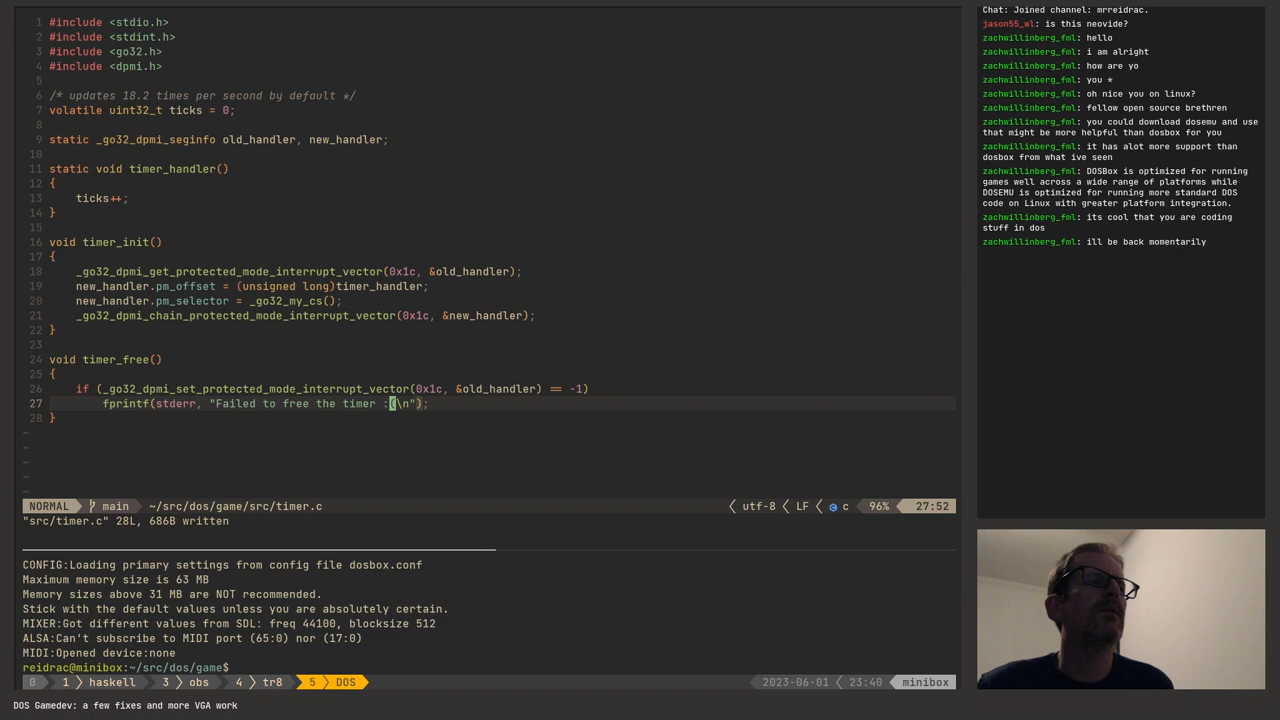 1 #include <stdio.h>
2 #include <stdint.h>
3 #include <go32.h>
4 #include <dpmi.h>
5
6 /* updates 18.2 times per second by default */
7 volatile uint32_t ticks = 0;
8
9 static _go32_dpmi_seginfo old_handler, new_handler;
10
11 static void timer_handler()
12 {
13 ticks++;
14 }
15
16 void timer_init()
17 {
18 _go32_dpmi_get_protected_mode_interrupt_vector(0x1c, &old_handler);
19 new_handler.pm_offset = (unsigned long)timer_handler;
20 new_handler.pm_selector = _go32_my_cs();
21 _go32_dpmi_chain_protected_mode_interrupt_vector(0x1c, &new_handler);
22 }
23
24 void timer_free()
25 {
26 if (_go32_dpmi_set_protected_mode_interrupt_vector(0x1c, &old_handler) == -1)
27 fprintf(stderr, "Failed to free the timer :(\n");
28 }
~
~
~
~
~
NORMAL main ~/src/dos/game/src/timer.c utf-8 LF c 96% 27:52
"src/timer.c" 28L, 686B written
CONFIG:Loading primary settings from config file dosbox.conf
Maximum memory size is 63 MB
Memory sizes above 31 MB are NOT recommended.
Stick with the default values unless you are absolutely certain.
MIXER:Got different values from SDL: freq 44100, blocksize 512
ALSA:Can't subscribe to MIDI port (65:0) nor (17:0)
MIDI:Opened device:none
reidrac@minibox:~/src/dos/game$
0 1 haskell 3 obs 4 tr8 5 DOS 2023-06-01 23:40 minibox
DOS Gamedev: a few fixes and more VGA work
Chat: Joined channel: mrreidrac.
jason55_wl: is this neovide?
zachwillinberg_fml: hello
zachwillinberg_fml: i am alright
zachwillinberg_fml: how are yo
zachwillinberg_fml: you *
zachwillinberg_fml: oh nice you on linux?
zachwillinberg_fml: fellow open source brethren
zachwillinberg_fml: you could download dosemu and use
that might be more helpful than dosbox for you
zachwillinberg_fml: it has alot more support than
dosbox from what ive seen
zachwillinberg_fml: DOSBox is optimized for running
games well across a wide range of platforms while
DOSEMU is optimized for running more standard DOS
code on Linux with greater platform integration.
zachwillinberg_fml: its cool that you are coding
stuff in dos
zachwillinberg_fml: ill be back momentarily